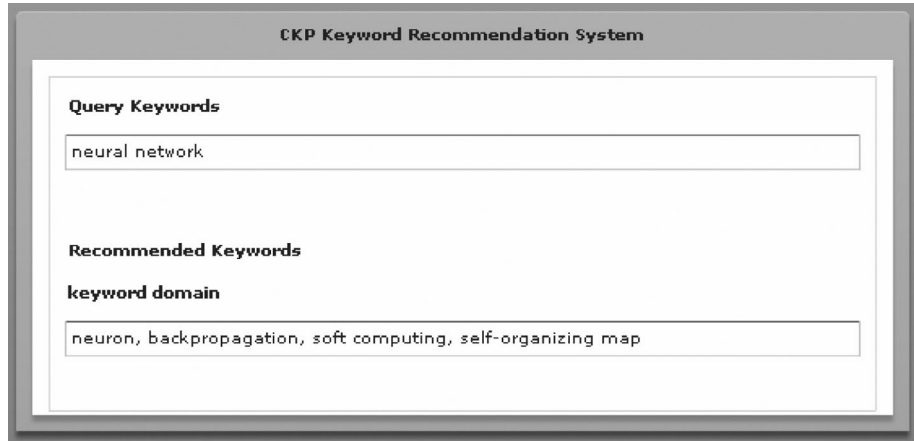 CKP Keyword Recommendation System
Query Keywords
neural network
Recommended Keywords
keyword domain
neuron, backpropagation, soft computing, self-organizing map